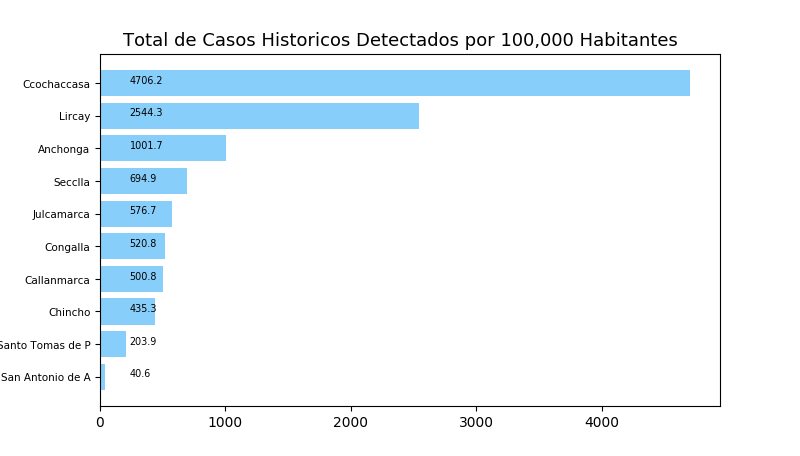 Total de Casos Historicos Detectados por 100,000 Habitantes
Ccochaccasa 4706.2
Lircay 2544.3
Anchonga 1001.7
Secclla 694.9
Julcamarca 576.7
Congalla 520.8
Callanmarca 500.8
Chincho 435.3
Santo Tomas de P 203.9
San Antonio de A 40.6
0 1000 2000 3000 4000